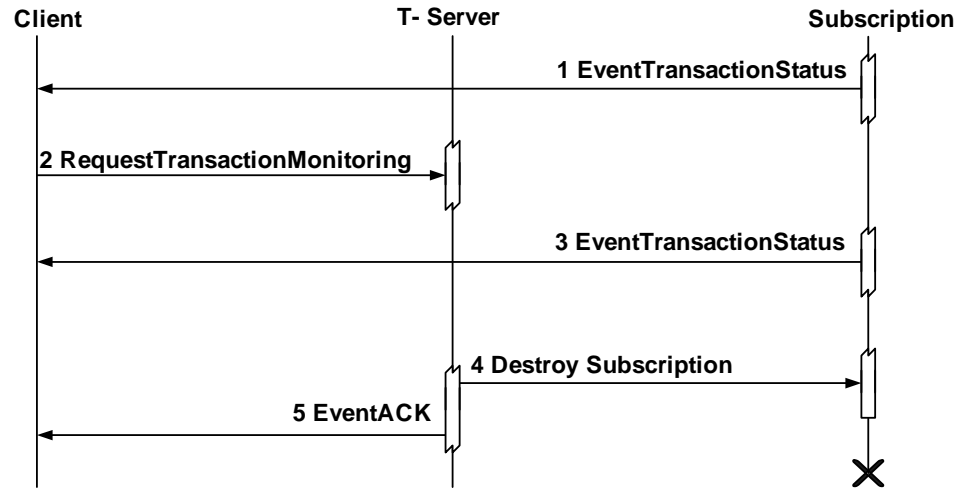 Client
T- Server
Subscription
1 EventTransactionStatus
2 RequestTransactionMonitoring
3 EventTransactionStatus
4 Destroy Subscription
5 EventACK